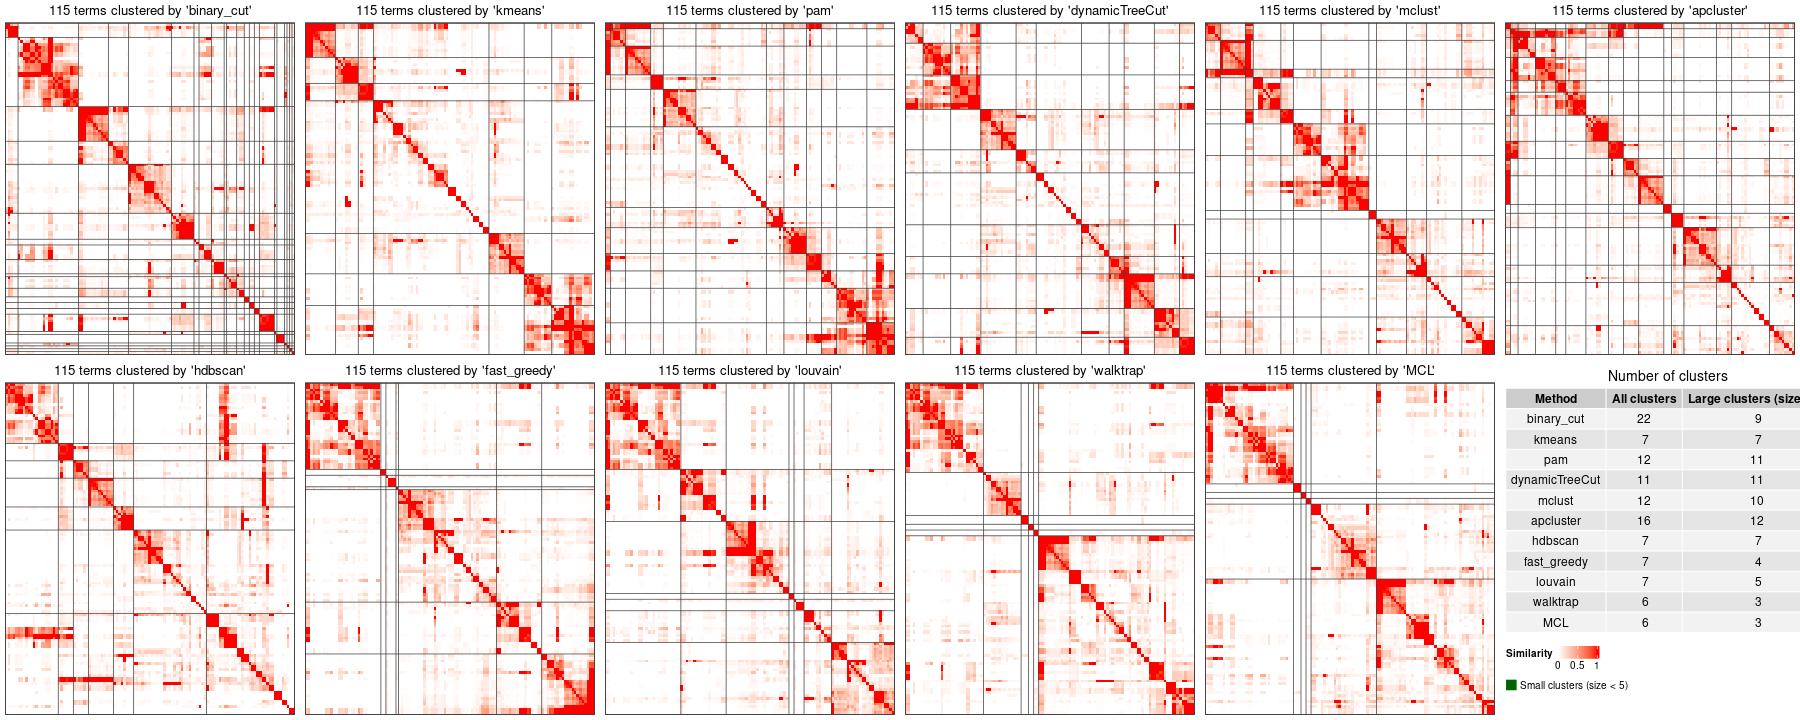 115 terms clustered by 'binary_cut'
115 terms clustered by 'kmeans'
115 terms clustered by 'pam'
115 terms clustered by 'dynamicTreeCut'
115 terms clustered by 'mclust'
115 terms clustered by 'apcluster'
115 terms clustered by 'hdbscan'
115 terms clustered by 'fast_greedy'
115 terms clustered by 'louvain'
115 terms clustered by 'walktrap'
115 terms clustered by 'MCL'
Number of clusters
Method All clusters Large clusters (size
binary_cut 22 9
kmeans 7 7
pam 12 11
dynamicTreeCut 11 11
mclust 12 10
apcluster 16 12
hdbscan 7 7
fast_greedy 7 4
louvain 7 5
walktrap 6 3
MCL 6 3
Similarity
0 0.5 1
Small clusters (size < 5)